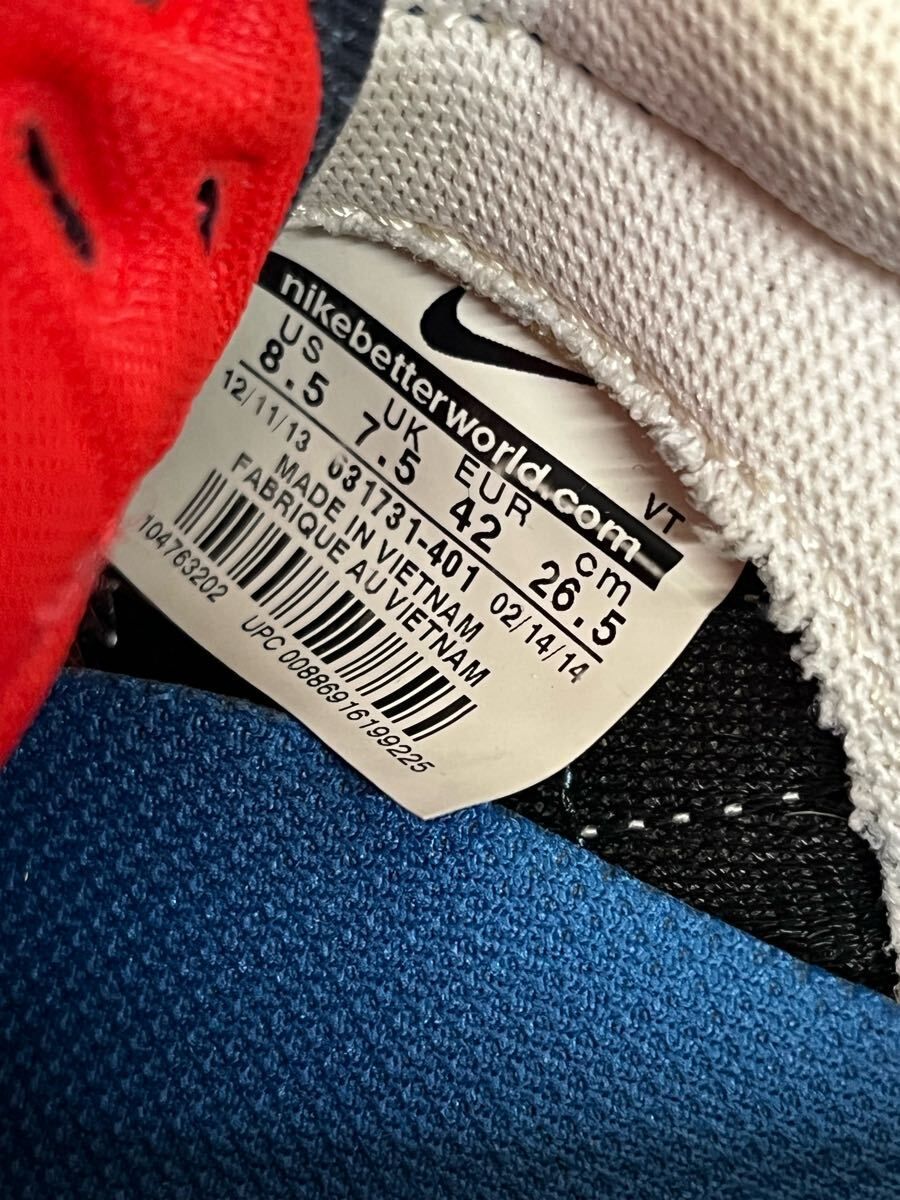 nikebetterworld.com
VT
US UK EUR cm
8.5 7.5 42 26.5
12/11/13 631731-401 02/14/14
MADE IN VIETNAM
FABRIQUE AU VIETNAM
104763202 UPC 00886916199225